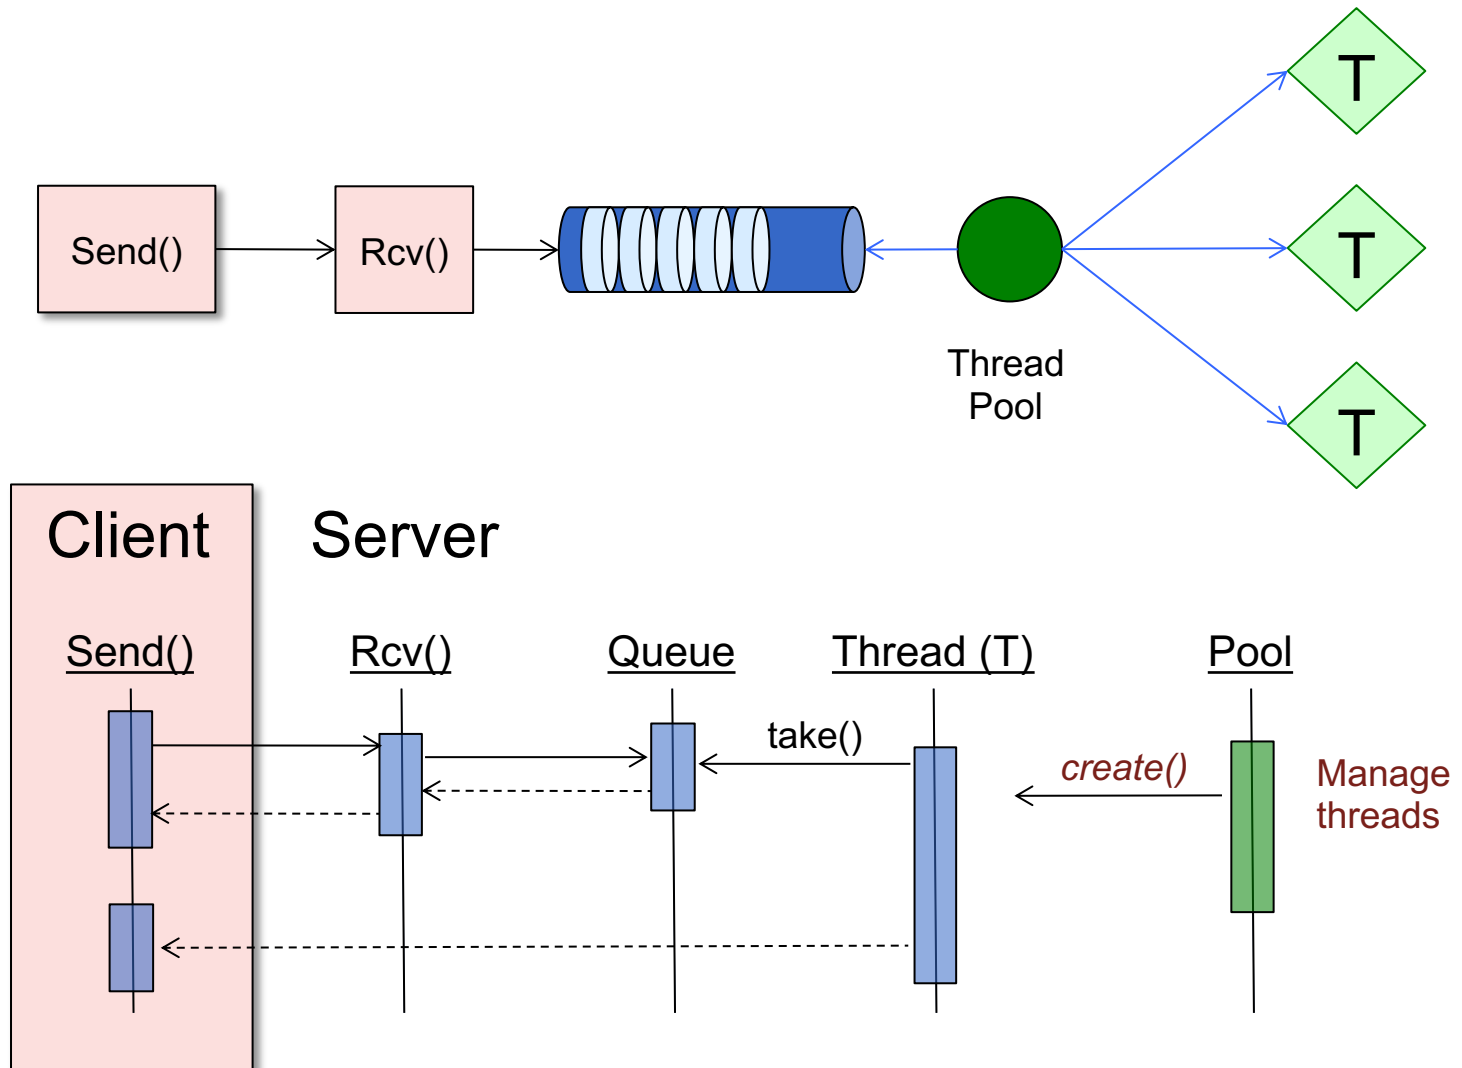 T
Send()
Rcv()
T
Thread
Pool
T
Client
Server
Send()
Rcv()
Queue
Thread (T)
Pool
take()
create()
Manage
threads